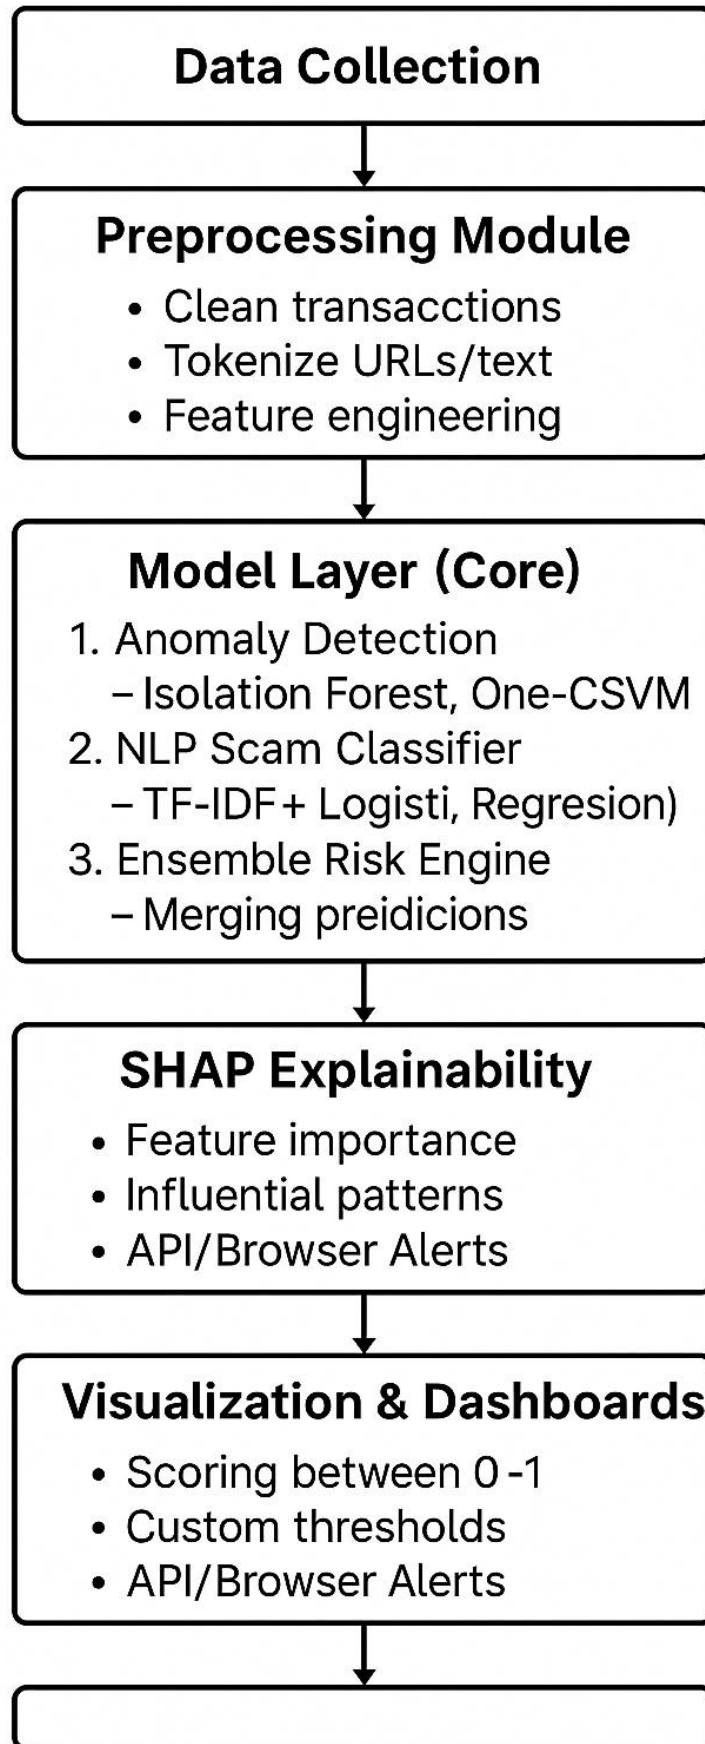 Data Collection
Preprocessing Module
• Clean transacctions
• Tokenize URLs/text
• Feature engineering
Model Layer (Core)
1. Anomaly Detection
– Isolation Forest, One-CSVM
2. NLP Scam Classifier
– TF-IDF+ Logisti, Regresion)
3. Ensemble Risk Engine
– Merging preidicions
SHAP Explainability
• Feature importance
• Influential patterns
• API/Browser Alerts
Visualization & Dashboards
• Scoring between 0-1
• Custom thresholds
• API/Browser Alerts